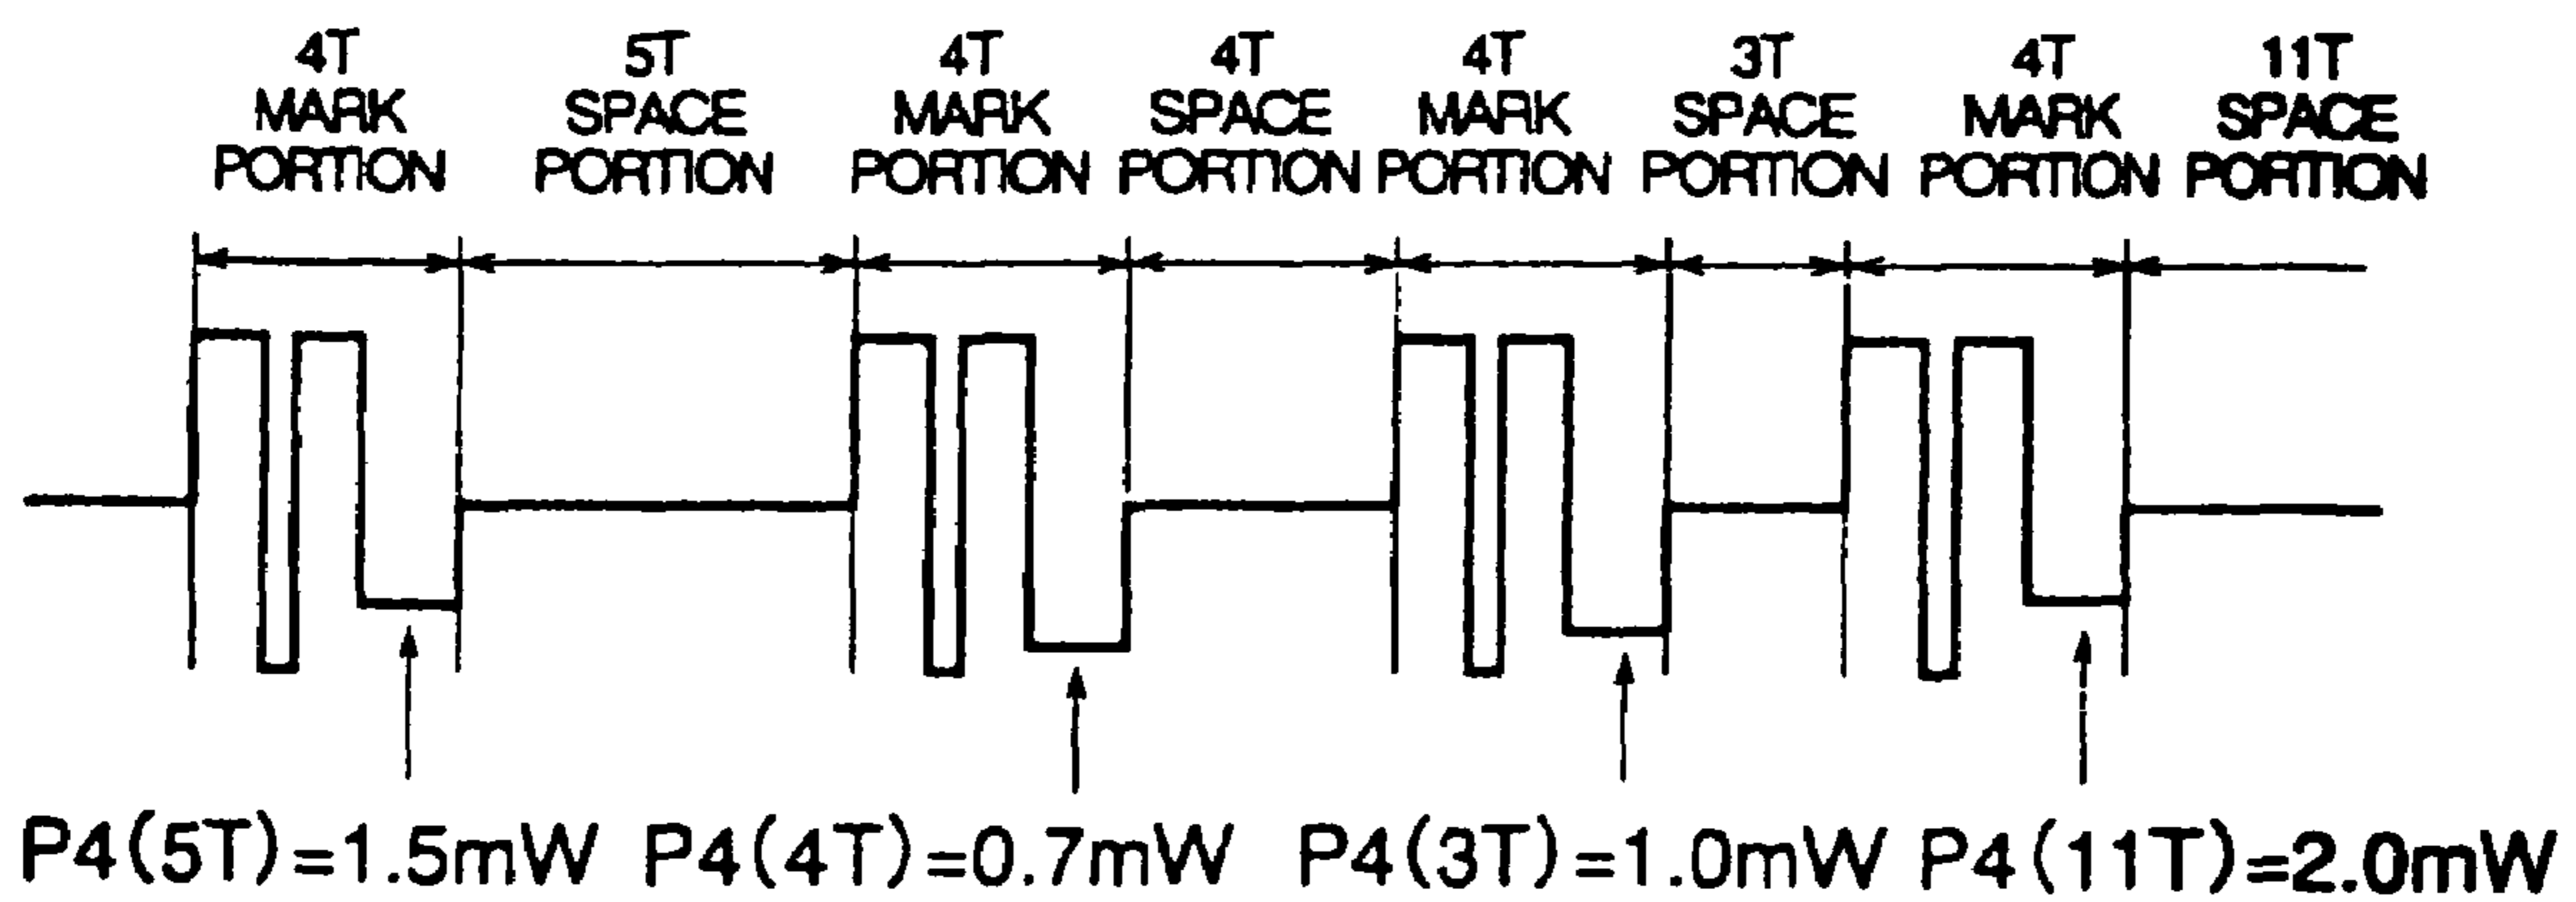 4T 5T 4T 4T 4T 3T 4T 11T
MARK SPACE MARK SPACE MARK SPACE MARK SPACE
PORTION PORTION PORTION PORTION PORTION PORTION PORTION PORTION
P4(5T)=1.5mW P4(4T)=0.7mW P4(3T)=1.0mW P4(11T)=2.0mW